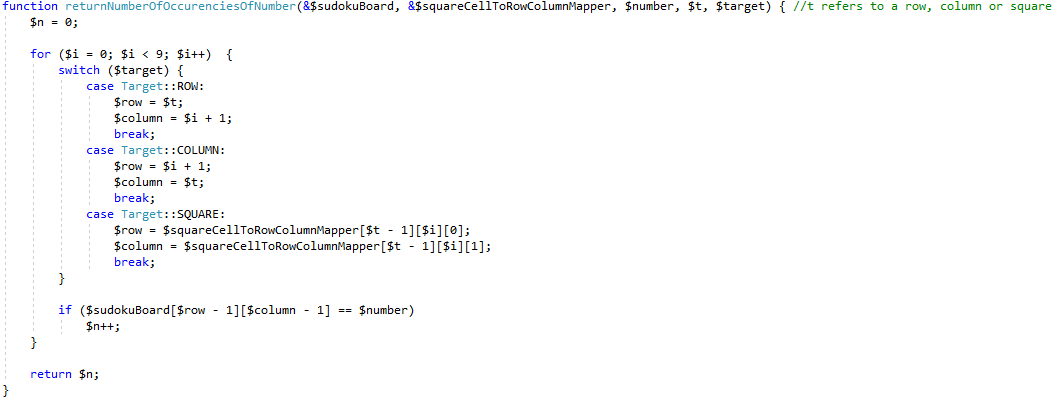 function returnNumberOfOccurenciesOfNumber(&$sudokuBoard, &$squareCellToRowColumnMapper, $number, $t, $target) { //t refers to a row, column or square
    $n = 0;

    for ($i = 0; $i < 9; $i++)  {
        switch ($target) {
            case Target::ROW:
                $row = $t;
                $column = $i + 1;
                break;
            case Target::COLUMN:
                $row = $i + 1;
                $column = $t;
                break;
            case Target::SQUARE:
                $row = $squareCellToRowColumnMapper[$t - 1][$i][0];
                $column = $squareCellToRowColumnMapper[$t - 1][$i][1];
                break;
        }

        if ($sudokuBoard[$row - 1][$column - 1] == $number)
            $n++;
    }

    return $n;
}